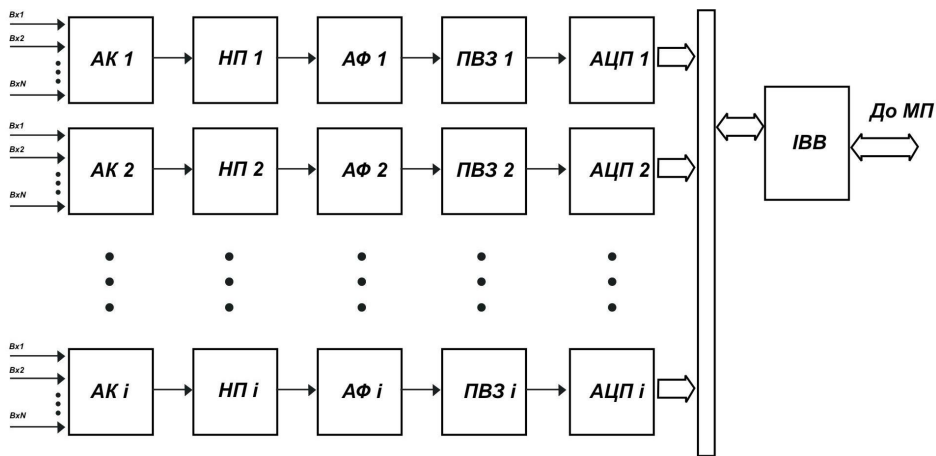 Вх1
Вх2
ВхN
АК 1
НП 1
АФ 1
ПВЗ 1
АЦП 1
Вх1
Вх2
ВхN
АК 2
НП 2
АФ 2
ПВЗ 2
АЦП 2
ІВВ
До МП
Вх1
Вх2
ВхN
АК i
НП i
АФ i
ПВЗ i
АЦП i